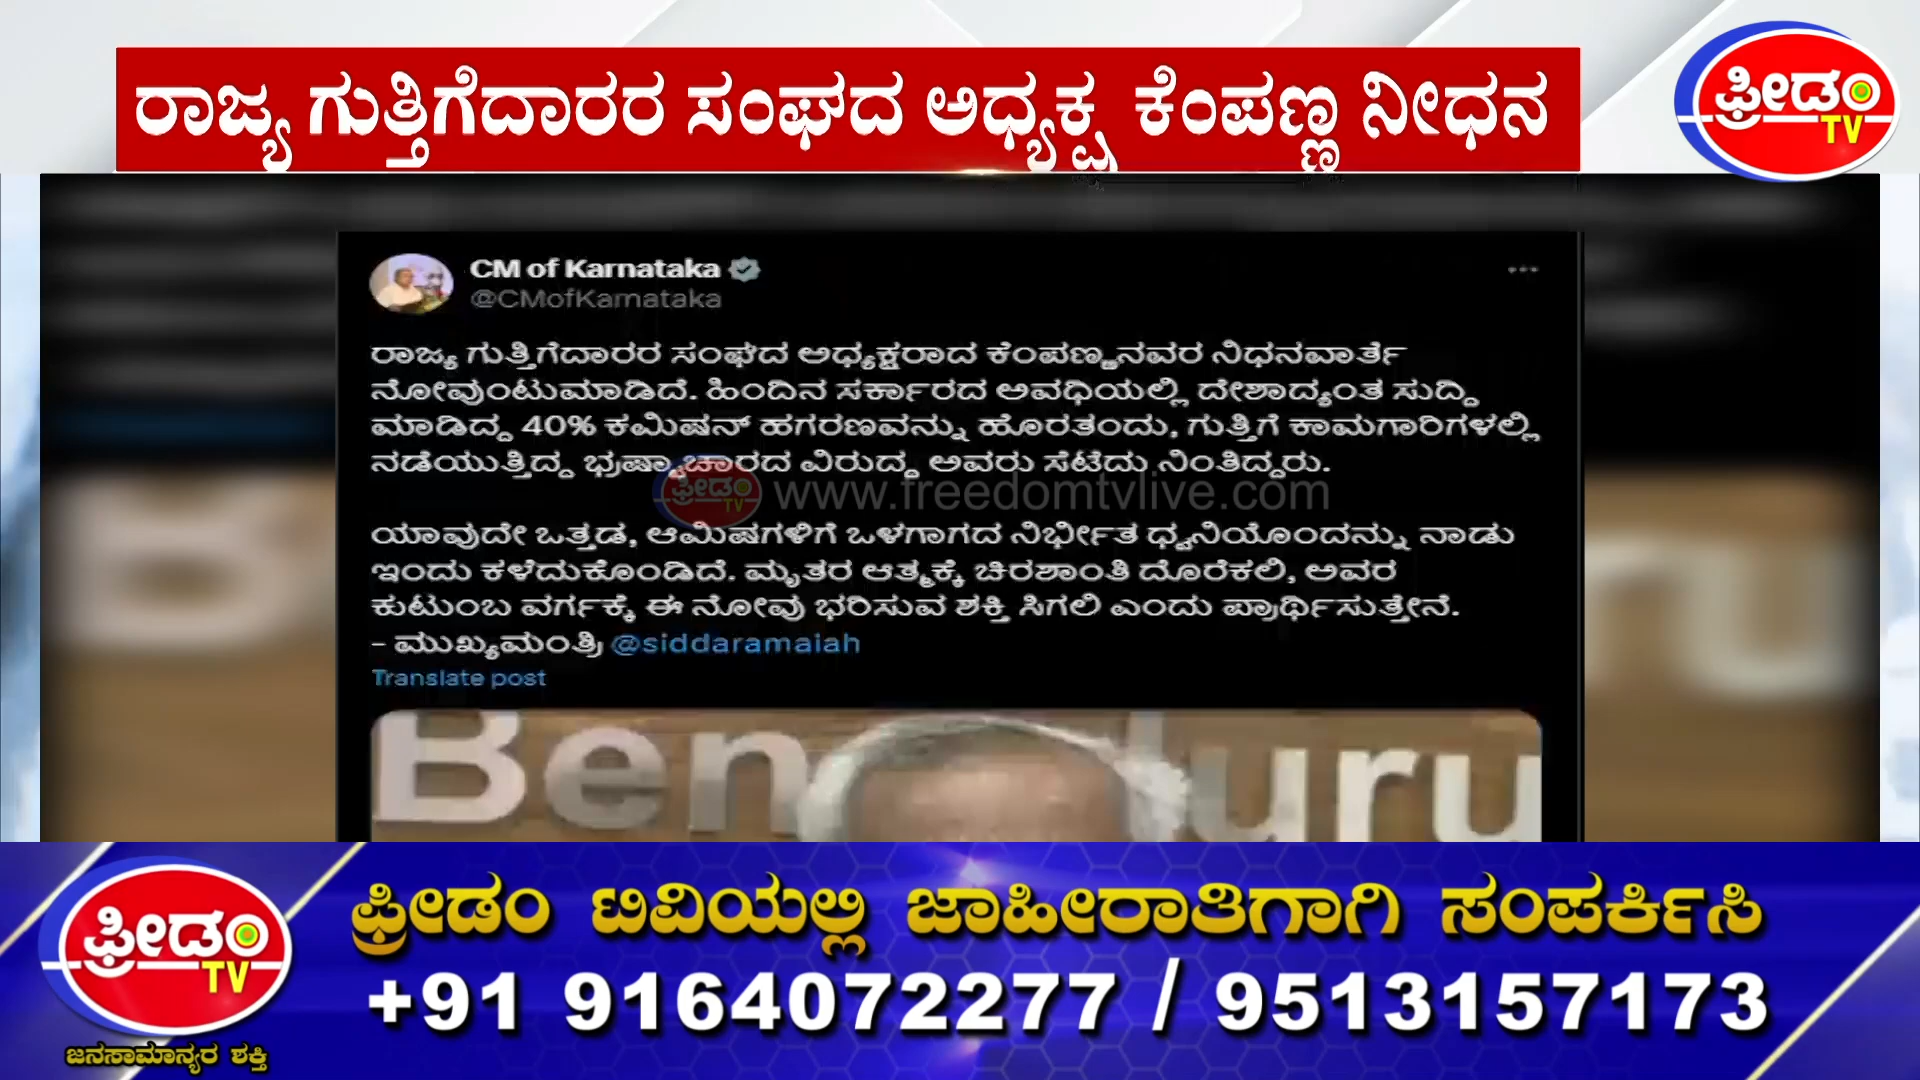 ರಾಜ್ಯ ಗುತ್ತಿಗೆದಾರರ ಸಂಘದ ಅಧ್ಯಕ್ಷ ಕೆಂಪಣ್ಣ ನೀಧನ
ಫ್ರೀಡಂ
TV
CM of Karnataka
@CMofKarnataka
ರಾಜ್ಯ ಗುತ್ತಿಗೆದಾರರ ಸಂಘದ ಅಧ್ಯಕ್ಷರಾದ ಕೆಂಪಣ್ಣನವರ ನಿಧನವಾರ್ತೆ
ನೋವುಂಟುಮಾಡಿದೆ. ಹಿಂದಿನ ಸರ್ಕಾರದ ಅವಧಿಯಲ್ಲಿ ದೇಶಾದ್ಯಂತ ಸುದ್ದಿ
ಮಾಡಿದ್ದ 40% ಕಮಿಷನ್ ಹಗರಣವನ್ನು ಹೊರತಂದು, ಗುತ್ತಿಗೆ ಕಾಮಗಾರಿಗಳಲ್ಲಿ
ನಡೆಯುತ್ತಿದ್ದ ಭ್ರಷ್ಟಾಚಾರದ ವಿರುದ್ಧ ಅವರು ಸೆಟೆದು ನಿಂತಿದ್ದರು.
ಫ್ರೀಡಂ
TV
www.freedomtvlive.com
ಯಾವುದೇ ಒತ್ತಡ, ಆಮಿಷಗಳಿಗೆ ಒಳಗಾಗದ ನಿರ್ಭೀತ ಧ್ವನಿಯೊಂದನ್ನು ನಾಡು
ಇಂದು ಕಳೆದುಕೊಂಡಿದೆ. ಮೃತರ ಆತ್ಮಕ್ಕೆ ಚಿರಶಾಂತಿ ದೊರೆಕಲಿ, ಅವರ
ಕುಟುಂಬ ವರ್ಗಕ್ಕೆ ಈ ನೋವು ಭರಿಸುವ ಶಕ್ತಿ ಸಿಗಲಿ ಎಂದು ಪ್ರಾರ್ಥಿಸುತ್ತೇನೆ.
- ಮುಖ್ಯಮಂತ್ರಿ @siddaramaiah
Translate post
Ben uru
ಫ್ರೀಡಂ
TV
ಜನಸಾಮಾನ್ಯರ ಶಕ್ತಿ
ಫ್ರೀಡಂ ಟಿವಿಯಲ್ಲಿ ಜಾಹೀರಾತಿಗಾಗಿ ಸಂಪರ್ಕಿಸಿ
+91 9164072277 / 9513157173